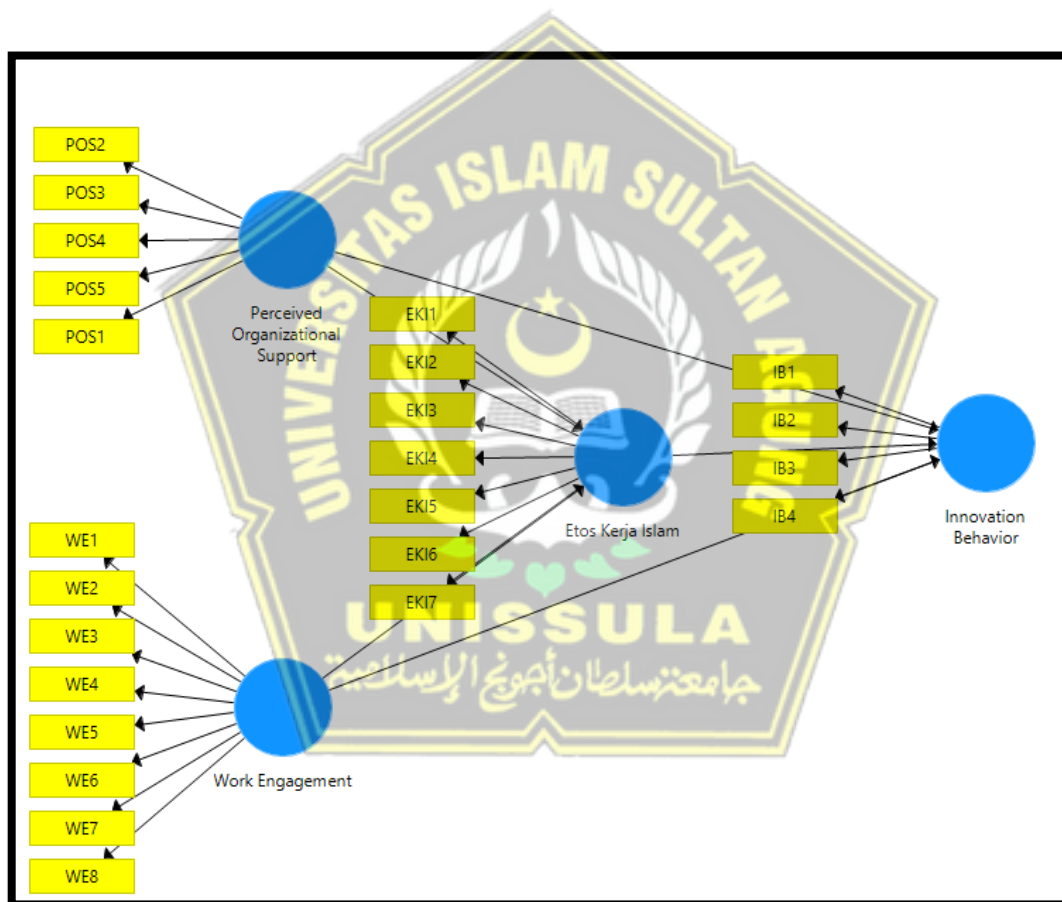 POS2
POS3
POS4
POS5
POS1
Perceived
Organizational
Support
EKI1
EKI2
EKI3
EKI4
EKI5
EKI6
EKI7
Etos Kerja Islam
IB1
IB2
IB3
IB4
Innovation
Behavior
WE1
WE2
WE3
WE4
WE5
WE6
WE7
WE8
Work Engagement
UNIVERSITAS ISLAM SULTAN AGUNG
UNISSULA
جامعتسلطان أجونج الإسلامية